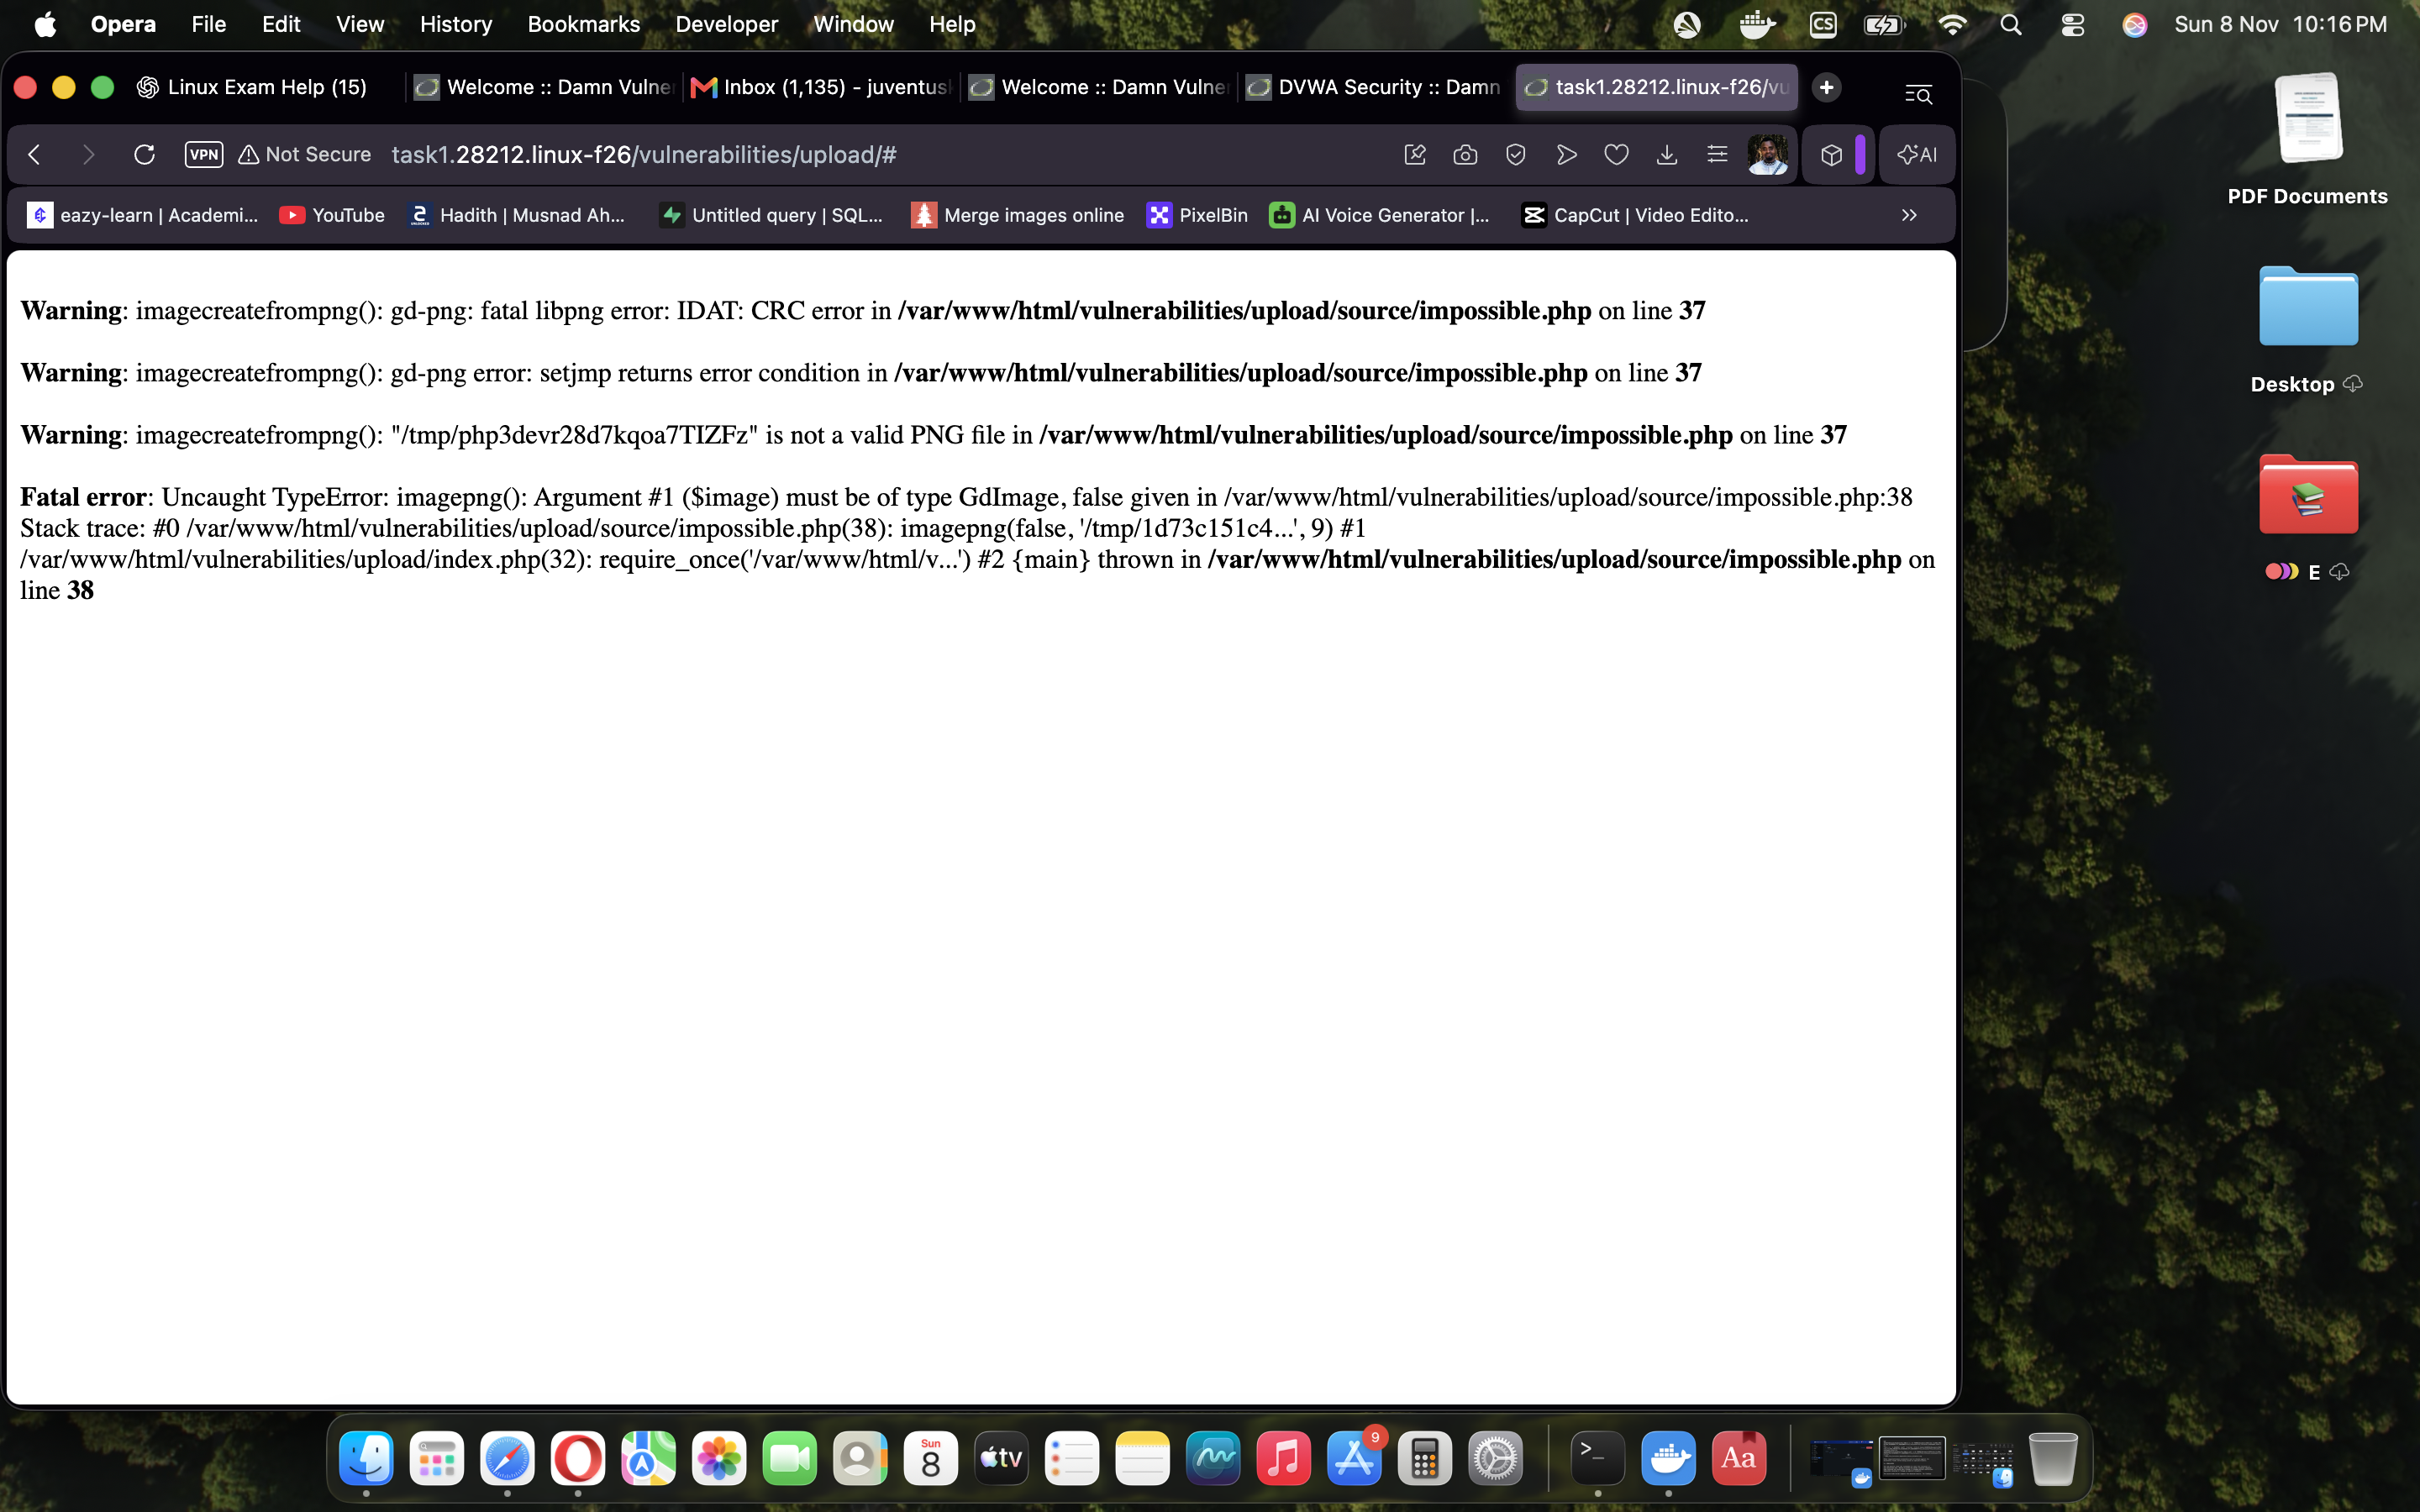 Opera File Edit View History Bookmarks Developer Window Help CS Sun 8 Nov 10:16 PM
Linux Exam Help (15) Welcome :: Damn Vulne Inbox (1,135) - juventus Welcome :: Damn Vulne DVWA Security :: Damn task1.28212.linux-f26/vu
VPN Not Secure task1.28212.linux-f26/vulnerabilities/upload/# AI
eazy-learn | Academi... YouTube Hadith | Musnad Ah... Untitled query | SQL... Merge images online PixelBin AI Voice Generator |... CapCut | Video Edito...
Warning: imagecreatefrompng(): gd-png: fatal libpng error: IDAT: CRC error in /var/www/html/vulnerabilities/upload/source/impossible.php on line 37
Warning: imagecreatefrompng(): gd-png error: setjmp returns error condition in /var/www/html/vulnerabilities/upload/source/impossible.php on line 37
Warning: imagecreatefrompng(): "/tmp/php3devr28d7kqoa7TIZFz" is not a valid PNG file in /var/www/html/vulnerabilities/upload/source/impossible.php on line 37
Fatal error: Uncaught TypeError: imagepng(): Argument #1 ($image) must be of type GdImage, false given in /var/www/html/vulnerabilities/upload/source/impossible.php:38
Stack trace: #0 /var/www/html/vulnerabilities/upload/source/impossible.php(38): imagepng(false, '/tmp/1d73c151c4...', 9) #1
/var/www/html/vulnerabilities/upload/index.php(32): require_once('/var/www/html/v...') #2 {main} thrown in /var/www/html/vulnerabilities/upload/source/impossible.php on
line 38
PDF Documents
Desktop
E
Sun
8
tv
9
Aa